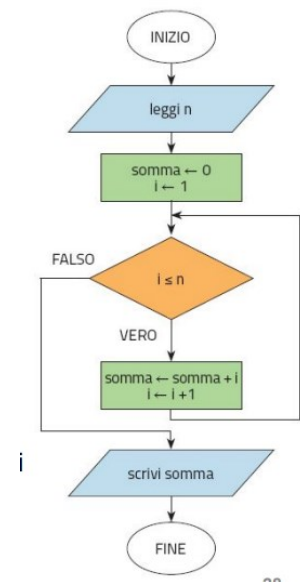 INIZIO
leggi n
somma ← 0
i ← 1
FALSO
i ≤ n
VERO
somma ← somma + i
i ← i +1
i
scrivi somma
FINE